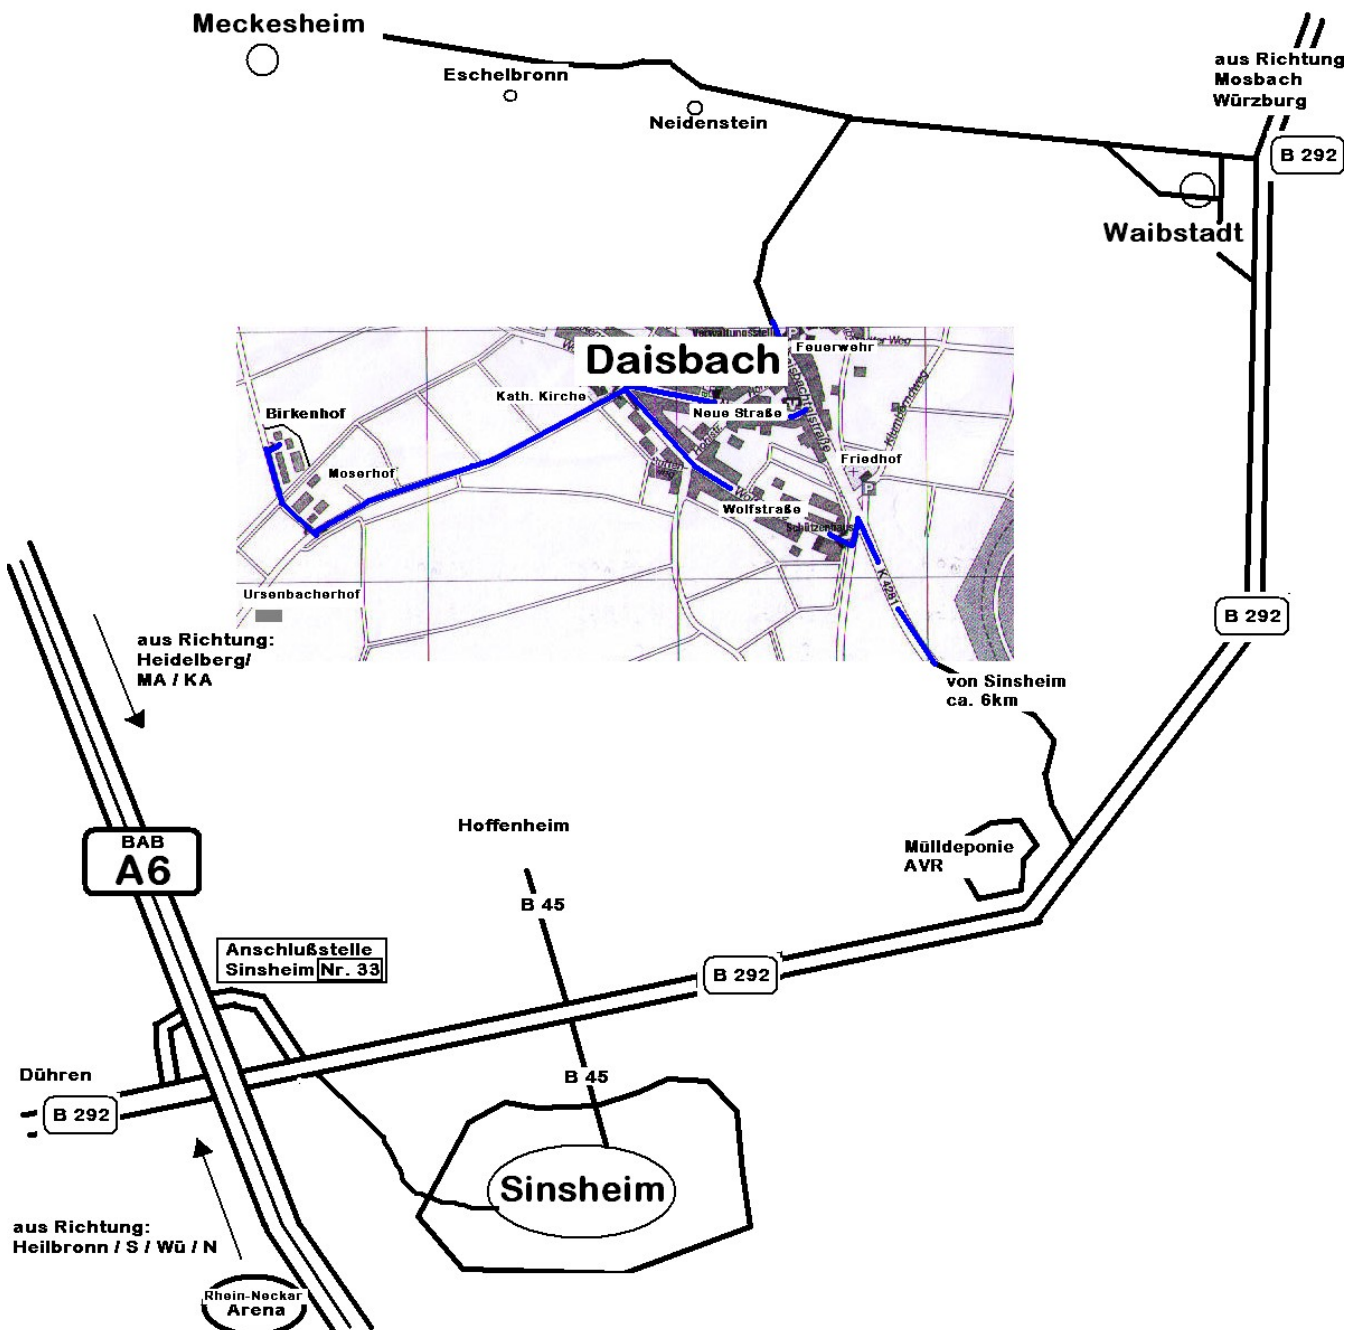 Meckesheim
Eschelbronn
Neidenstein
aus Richtung
Mosbach
Würzburg
B 292
Waibstadt
Verwaltungsstelle
P
Daisbach
Feuerwehr
Kath. Kirche
Neue Straße
Birkenhof
Moserhof
Friedhof
P
Wolfstraße
Schützenhaus
K 4281
Ursenbacherhof
B 292
aus Richtung:
Heidelberg/
MA / KA
von Sinsheim
ca. 6km
BAB
A6
Hoffenheim
Mülldeponie
AVR
B 45
Anschlußstelle
Sinsheim Nr. 33
B 292
Dühren
B 45
B 292
Sinsheim
aus Richtung:
Heilbronn / S / Wü / N
Rhein-Neckar
Arena